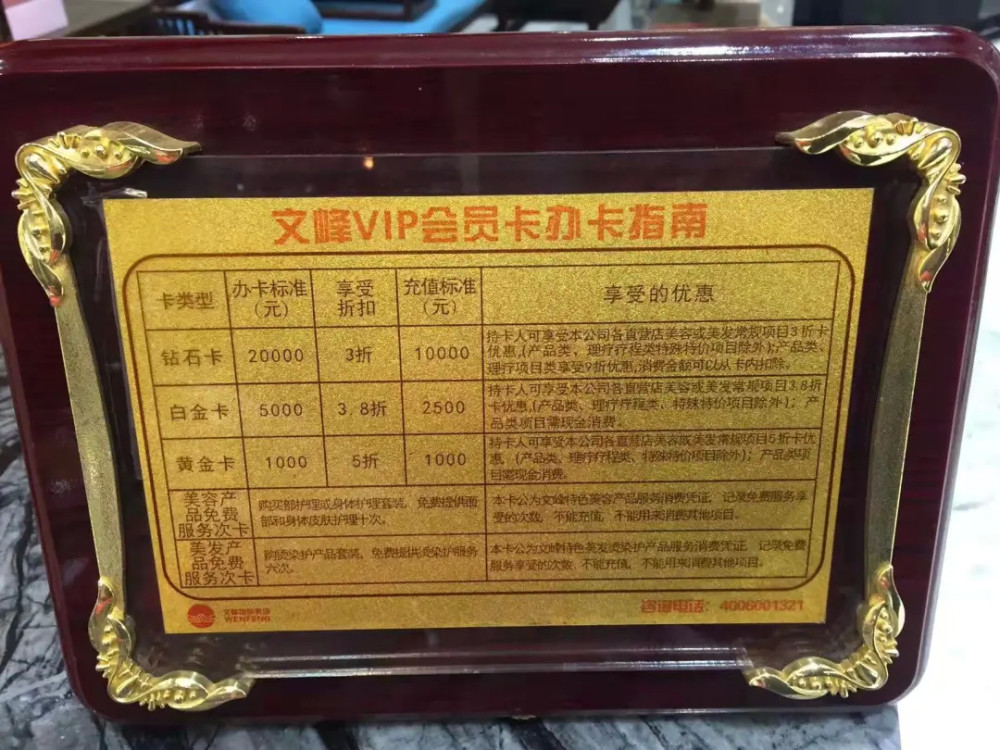 文峰VIP会员卡办卡指南
卡类型 办卡标准（元） 享受折扣 充值标准（元） 享受的优惠
钻石卡 20000 3折 10000
持卡人可享受本公司各直营店美容或美发常规项目3折卡
优惠,(产品类、理疗疗程类特殊特价项目除外);产品类、
理疗项目类享受9折优惠,消费金额可以从卡内扣除。
白金卡 5000 3.8折 2500
持卡人可享受本公司各直营店美容或美发常规项目3.8折
卡优惠,(产品类、理疗疗程类、特殊特价项目除外)；产
品类项目需现金消费。
黄金卡 1000 5折 1000
持卡人可享受本公司各直营店美容或美发常规项目5折卡优
惠，(产品类、理疗疗程类、特殊特价项目除外)；产品类项
目需现金消费。
美容产
品免费
服务次卡
购买部护理或身体护理套装，免费提供面
部和身体皮肤护理十次。
本卡公为文峰特色美容产品服务消费凭证，记录免费服务享
受的次数，不能充值，不能用来消费其他项目。
美发产
品免费
服务次卡
购烫染护产品套装，免费提供烫染护服务
六次。
本卡公为文峰特色美发烫染护产品服务消费凭证，记录免费
服务享受的次数，不能充值，不能用来消费其他项目。
文峰国际集团
WENFENG
咨询电话：4006001321